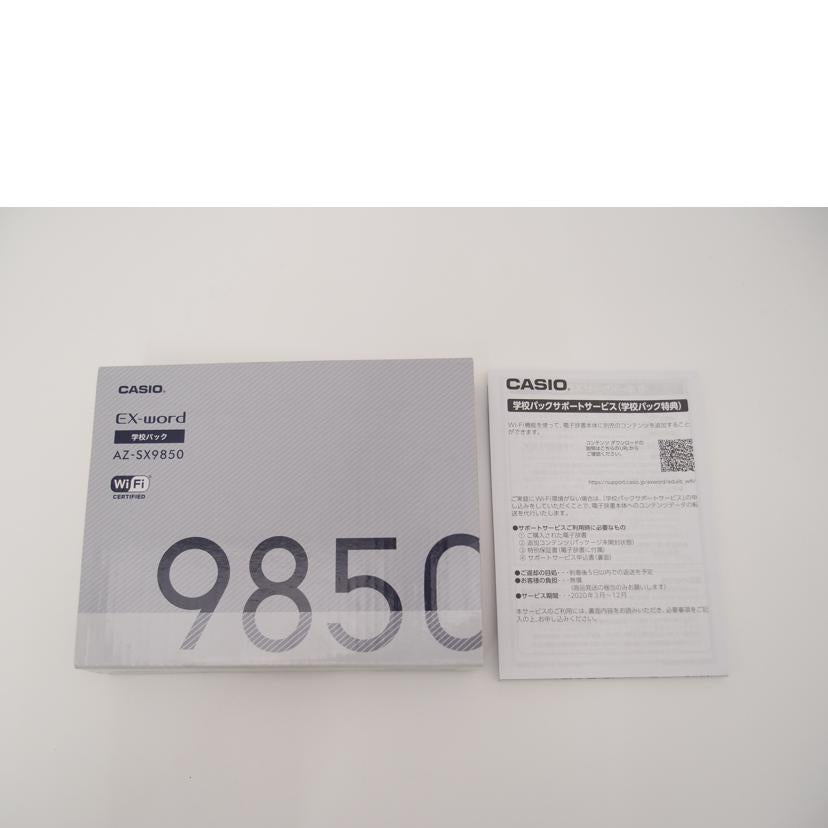 CASIO®
EX-word
学校パック
AZ-SX9850
Wi Fi
CERTIFIED
9850
CASIO®
学校パックサポートサービス(学校パック特典)
Wi-Fi機能を使って、電子辞書本体に別売のコンテンツを追加すること
ができます。
コンテンツ ダウンロードの
説明はこちらのURLから
ご確認ください。
ご家庭にWi-Fi環境がない場合は、「学校パックサポートサービス」の申
し込みをしていただくことで、電子辞書本体へのコンテンツデータの転
送を代行いたします。
●サポートサービスご利用時に必要なもの
① ご購入された電子辞書
② 追加コンテンツ(パッケージ未開封状態)
③ 特別保証書(電子辞書に付属)
④ サポートサービス申込書(裏面)
●ご返却の目処・・・到着後5日以内での返送を予定
●お客様の負担・・・無償
(商品発送の梱包のみお願いします)
●サービス期間・・・2020年3月～12月
本サービスのご利用には、裏面内容をお読みいただき、必要事項をご記
入の上、お申し込みください。